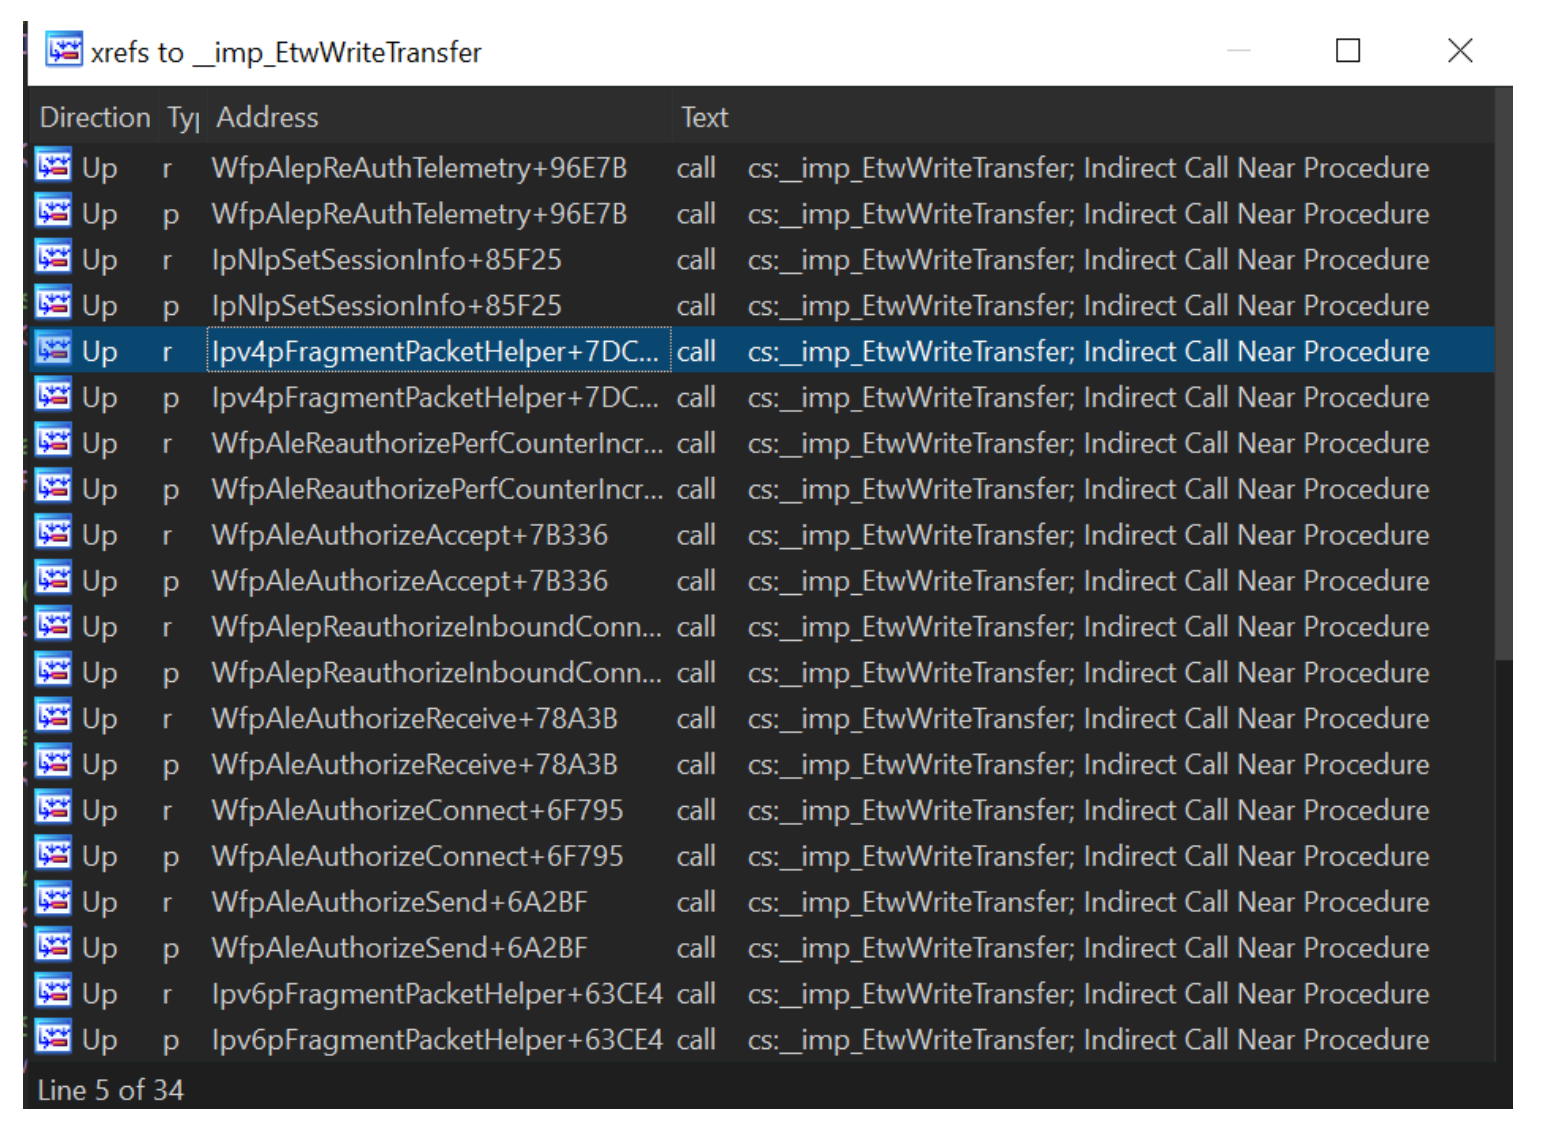 xrefs to __imp_EtwWriteTransfer
Direction Typ Address Text
Up r WfpAlepReAuthTelemetry+96E7B call cs:__imp_EtwWriteTransfer; Indirect Call Near Procedure
Up p WfpAlepReAuthTelemetry+96E7B call cs:__imp_EtwWriteTransfer; Indirect Call Near Procedure
Up r IpNlpSetSessionInfo+85F25 call cs:__imp_EtwWriteTransfer; Indirect Call Near Procedure
Up p IpNlpSetSessionInfo+85F25 call cs:__imp_EtwWriteTransfer; Indirect Call Near Procedure
Up r Ipv4pFragmentPacketHelper+7DC... call cs:__imp_EtwWriteTransfer; Indirect Call Near Procedure
Up p Ipv4pFragmentPacketHelper+7DC... call cs:__imp_EtwWriteTransfer; Indirect Call Near Procedure
Up r WfpAleReauthorizePerfCounterIncr... call cs:__imp_EtwWriteTransfer; Indirect Call Near Procedure
Up p WfpAleReauthorizePerfCounterIncr... call cs:__imp_EtwWriteTransfer; Indirect Call Near Procedure
Up r WfpAleAuthorizeAccept+7B336 call cs:__imp_EtwWriteTransfer; Indirect Call Near Procedure
Up p WfpAleAuthorizeAccept+7B336 call cs:__imp_EtwWriteTransfer; Indirect Call Near Procedure
Up r WfpAlepReauthorizeInboundConn... call cs:__imp_EtwWriteTransfer; Indirect Call Near Procedure
Up p WfpAlepReauthorizeInboundConn... call cs:__imp_EtwWriteTransfer; Indirect Call Near Procedure
Up r WfpAleAuthorizeReceive+78A3B call cs:__imp_EtwWriteTransfer; Indirect Call Near Procedure
Up p WfpAleAuthorizeReceive+78A3B call cs:__imp_EtwWriteTransfer; Indirect Call Near Procedure
Up r WfpAleAuthorizeConnect+6F795 call cs:__imp_EtwWriteTransfer; Indirect Call Near Procedure
Up p WfpAleAuthorizeConnect+6F795 call cs:__imp_EtwWriteTransfer; Indirect Call Near Procedure
Up r WfpAleAuthorizeSend+6A2BF call cs:__imp_EtwWriteTransfer; Indirect Call Near Procedure
Up p WfpAleAuthorizeSend+6A2BF call cs:__imp_EtwWriteTransfer; Indirect Call Near Procedure
Up r Ipv6pFragmentPacketHelper+63CE4 call cs:__imp_EtwWriteTransfer; Indirect Call Near Procedure
Up p Ipv6pFragmentPacketHelper+63CE4 call cs:__imp_EtwWriteTransfer; Indirect Call Near Procedure
Line 5 of 34